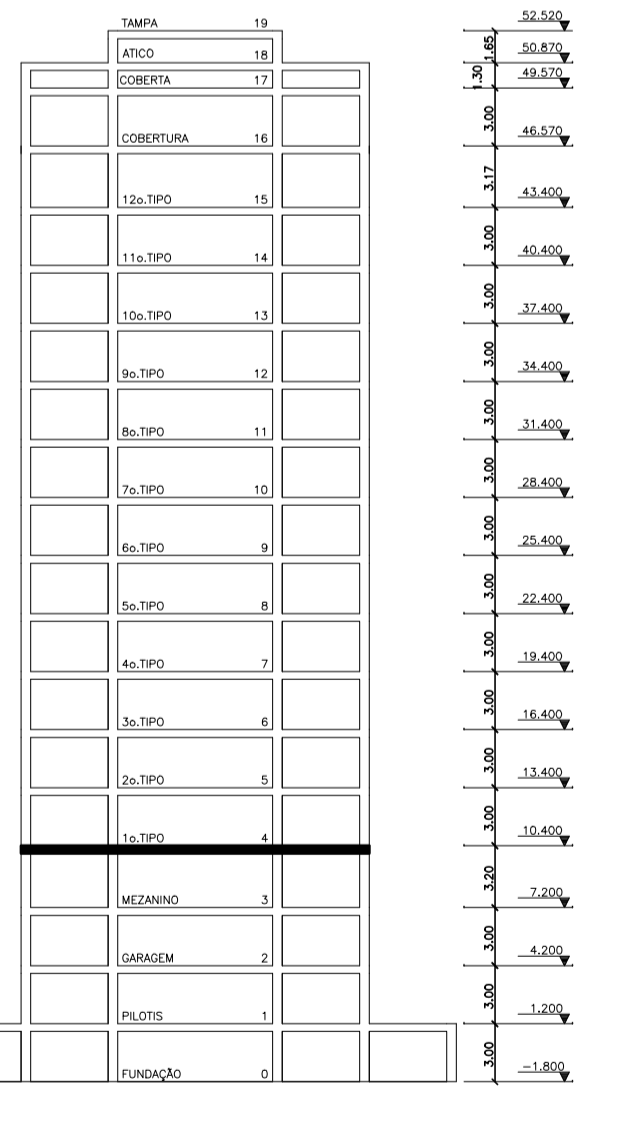 TAMPA 19
52.520
1.65
ATICO 18
50.870
1.30
COBERTA 17
49.570
3.00
COBERTURA 16
46.570
3.17
12o.TIPO 15
43.400
3.00
11o.TIPO 14
40.400
3.00
10o.TIPO 13
37.400
3.00
9o.TIPO 12
34.400
3.00
8o.TIPO 11
31.400
3.00
7o.TIPO 10
28.400
3.00
6o.TIPO 9
25.400
3.00
5o.TIPO 8
22.400
3.00
4o.TIPO 7
19.400
3.00
3o.TIPO 6
16.400
3.00
2o.TIPO 5
13.400
3.00
1o.TIPO 4
10.400
3.20
MEZANINO 3
7.200
3.00
GARAGEM 2
4.200
3.00
PILOTIS 1
1.200
3.00
FUNDAÇÃO 0
−1.800